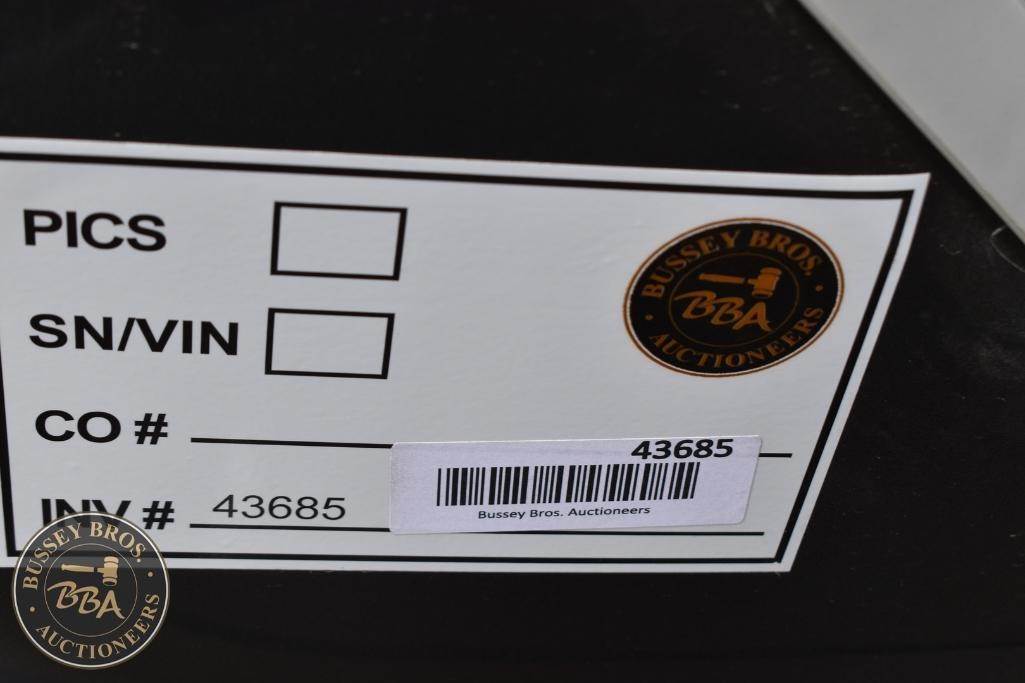 PICS
BUSSEY BROS.
BBA
AUCTIONEERS
SN/VIN
CO #
43685
INV # 43685
Bussey Bros. Auctioneers
BUSSEY BROS.
BBA
AUCTIONEERS